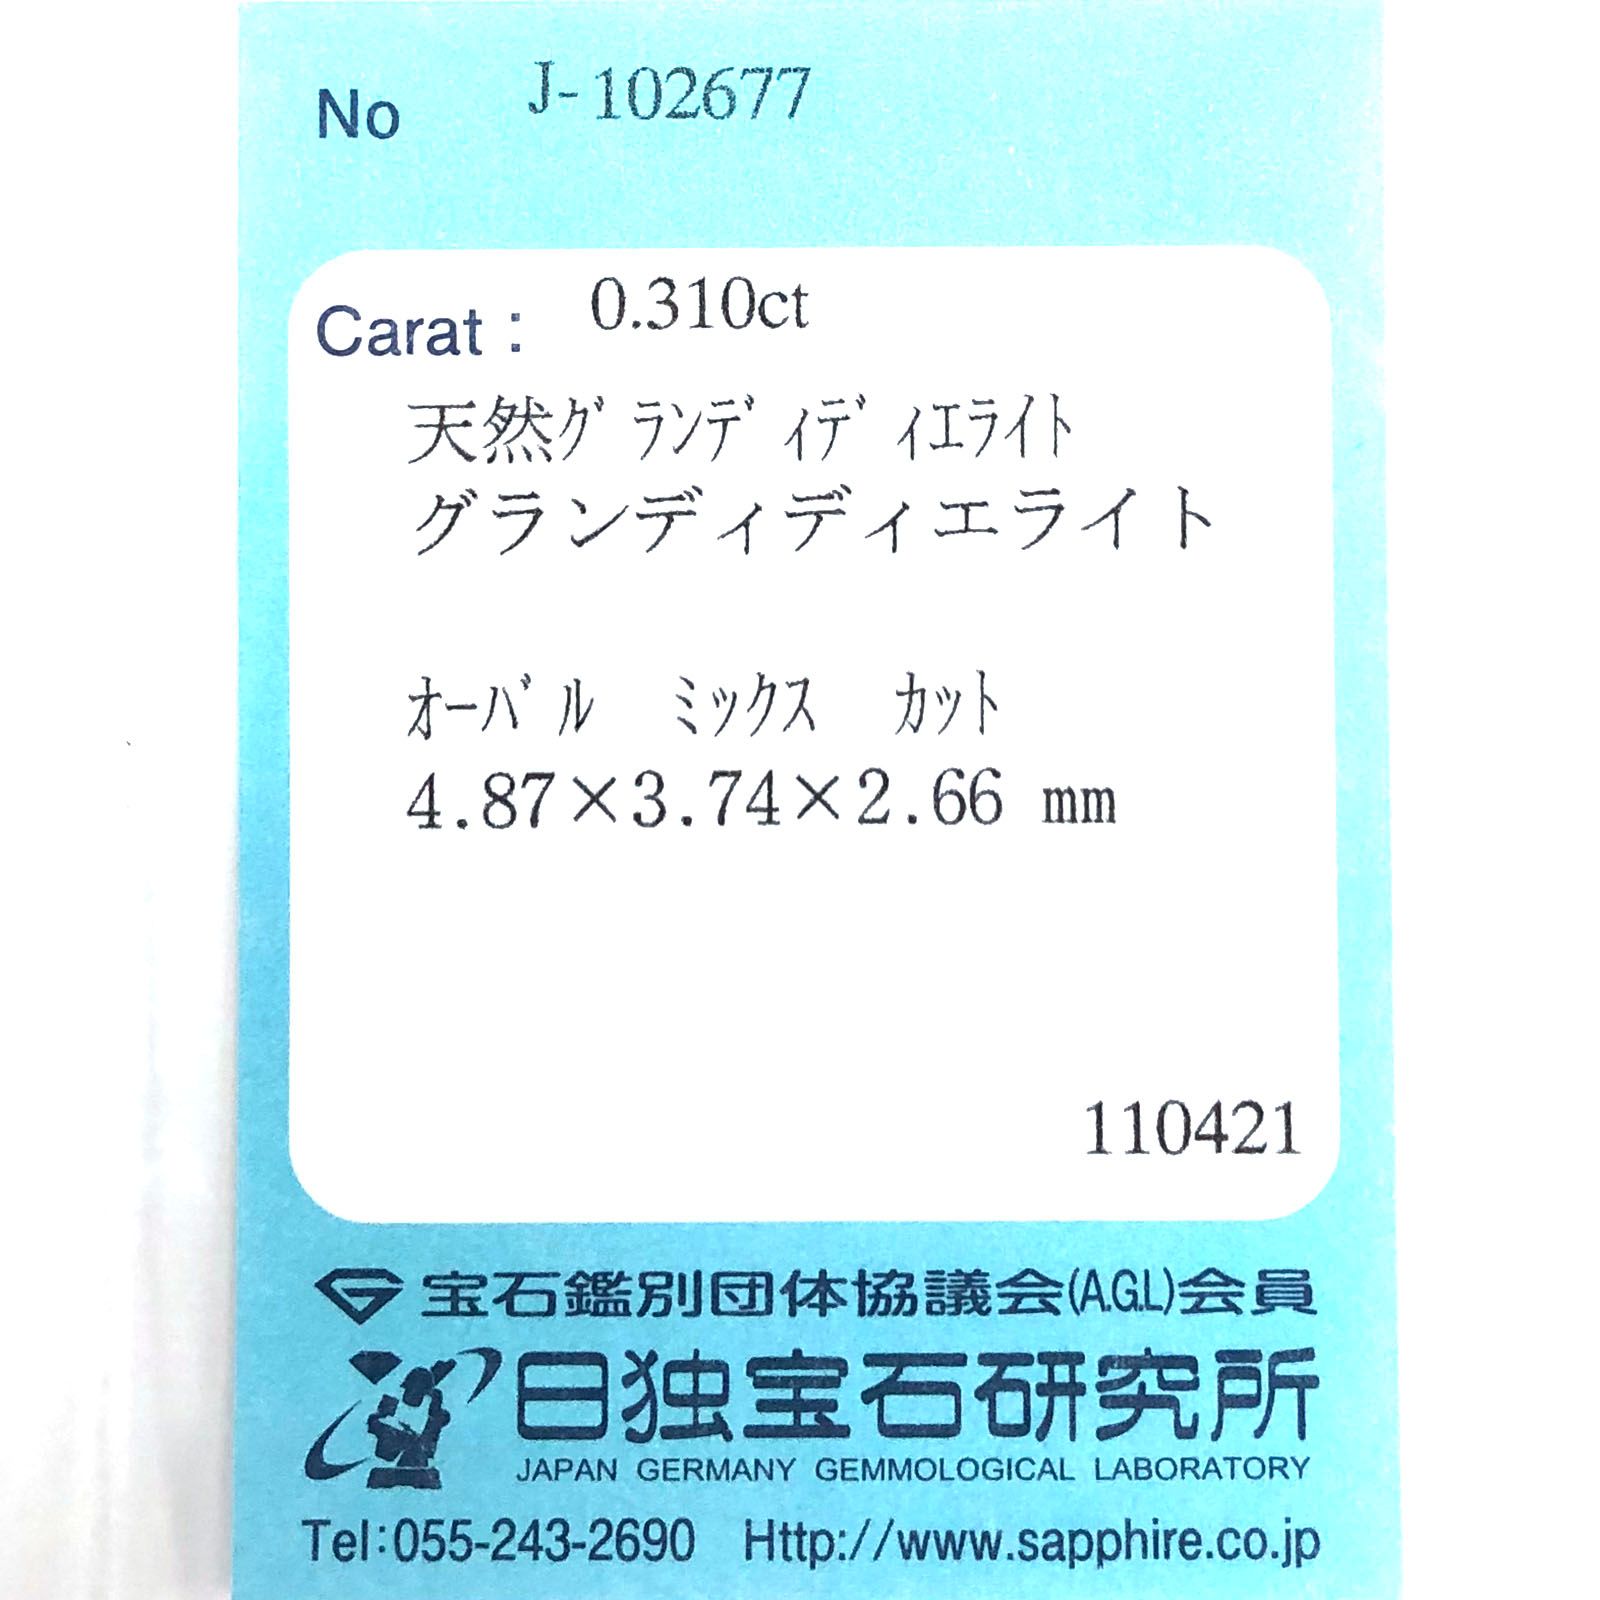 No J-102677
Carat : 0.310ct
天然ｸﾞﾗﾝﾃﾞｨﾃﾞｨｴﾗｲﾄ
グランディディエライト
ｵｰﾊﾞﾙ ﾐｯｸｽ ｶｯﾄ
4.87×3.74×2.66 mm
110421
宝石鑑別団体協議会(A.G.L)会員
日独宝石研究所
JAPAN GERMANY GEMMOLOGICAL LABORATORY
Tel:055-243-2690 Http://www.sapphire.co.jp